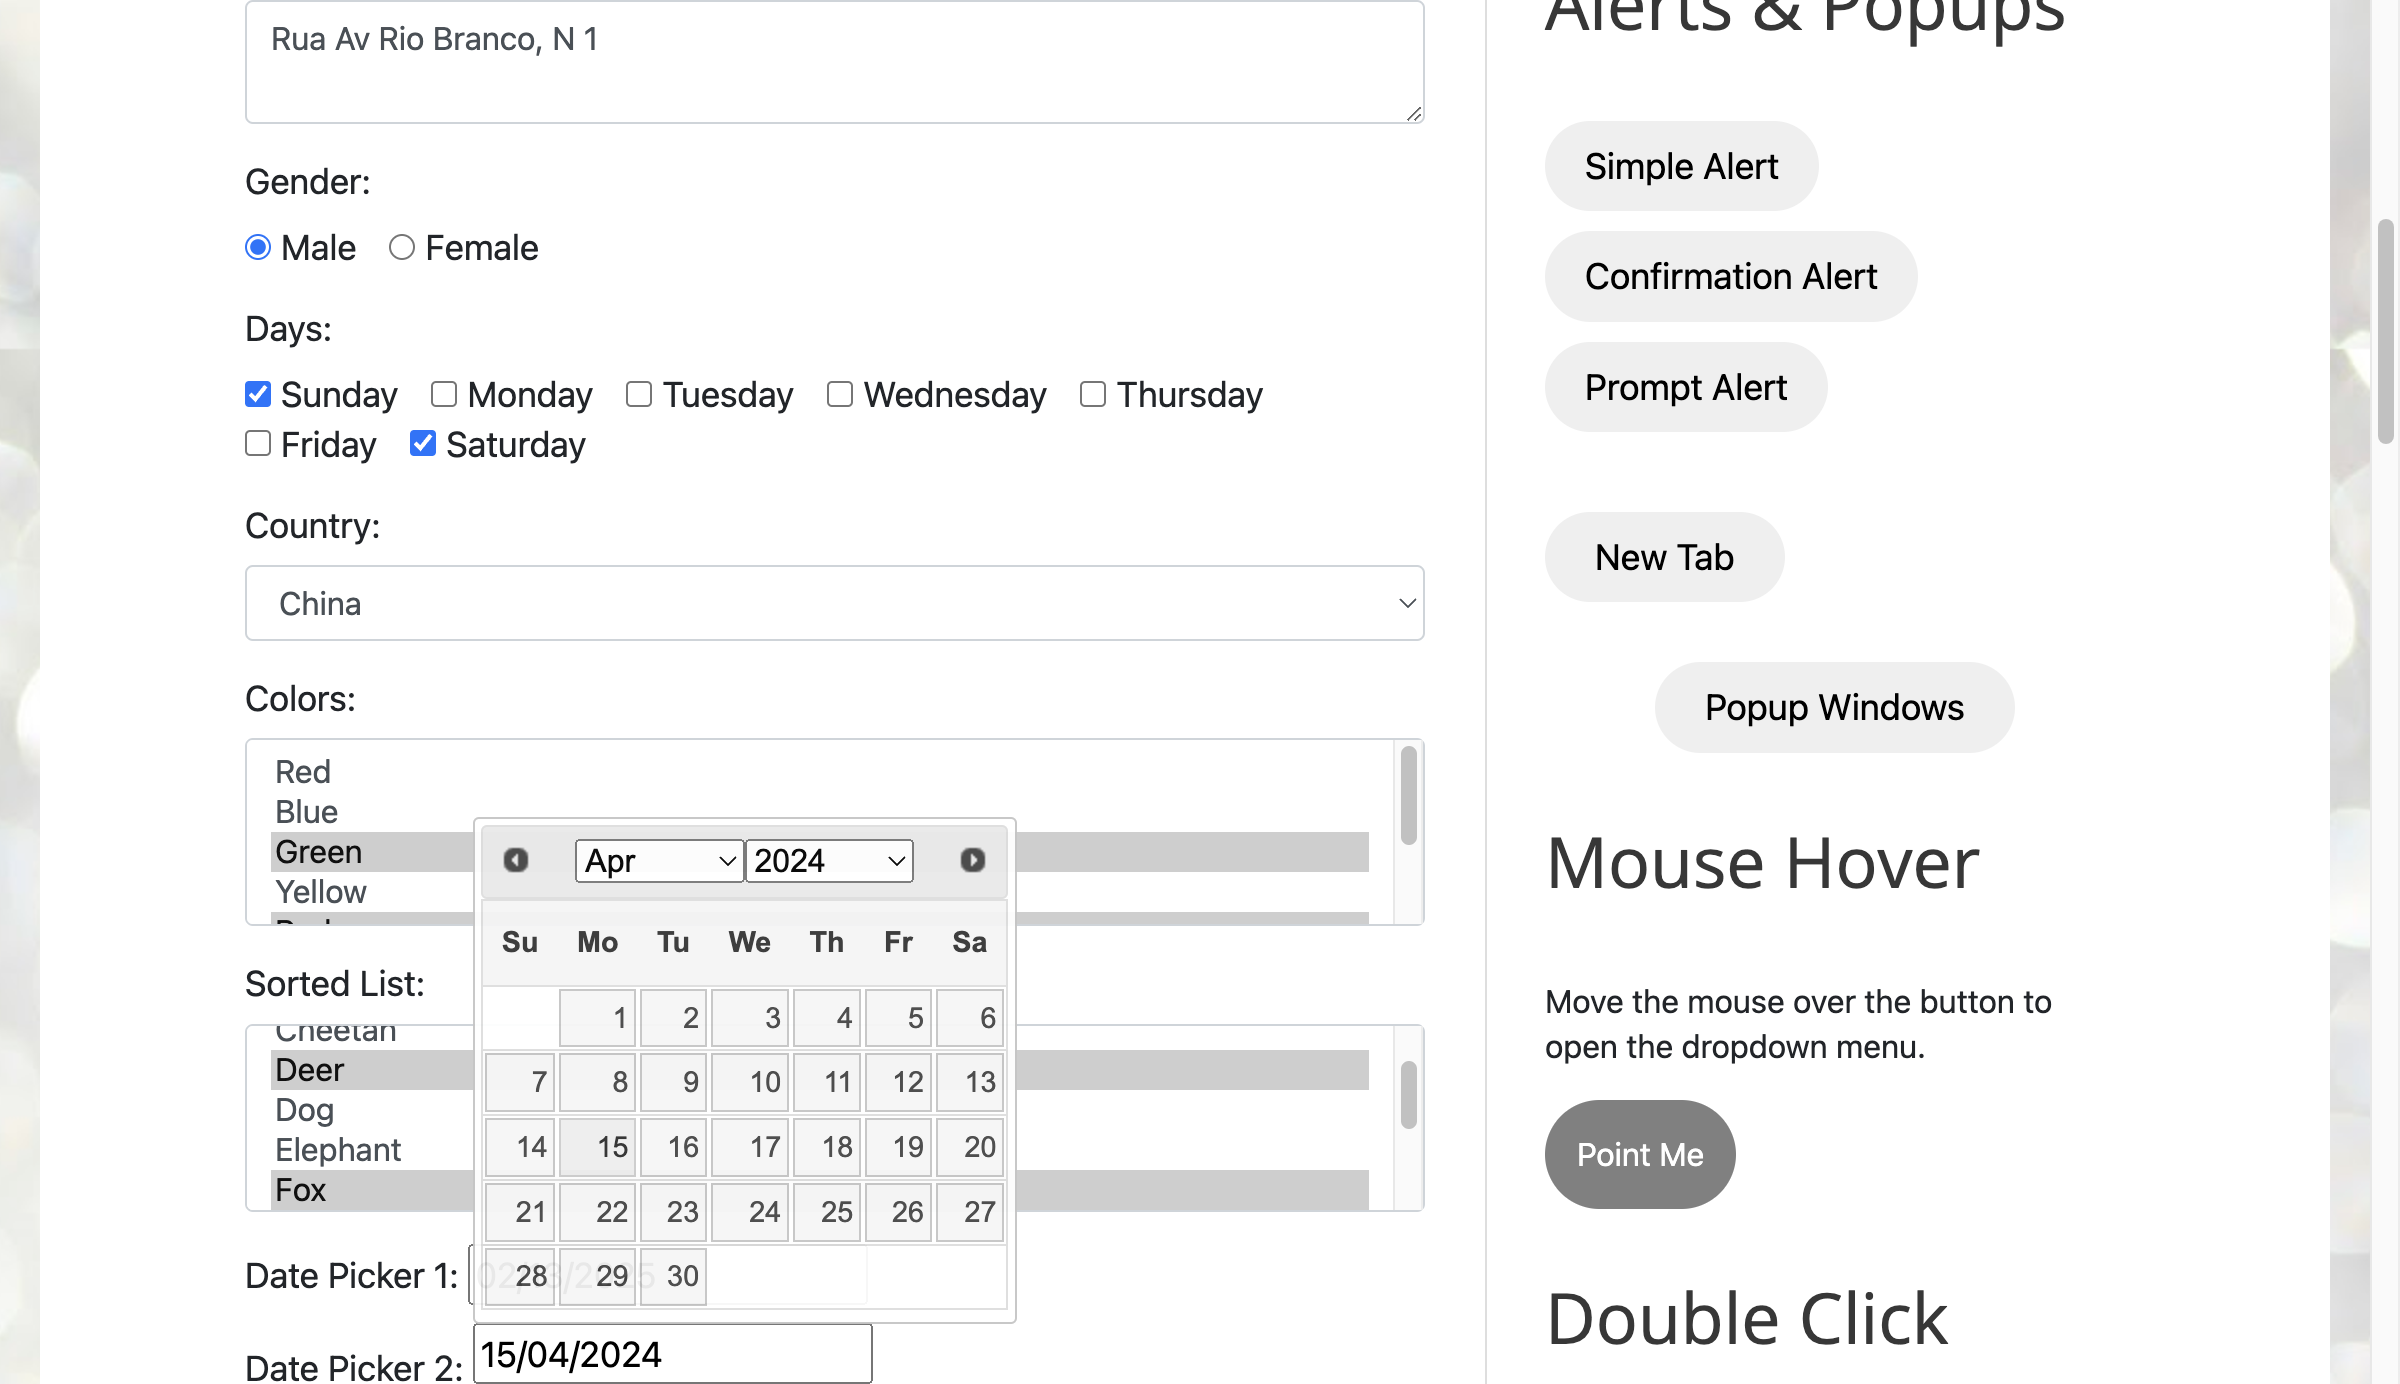 Rua Av Rio Branco, N 1
Gender:
Male Female
Days:
Sunday Monday Tuesday Wednesday Thursday
Friday Saturday
Country:
China
Colors:
Red
Blue
Green
Yellow
Apr 2024
Su Mo Tu We Th Fr Sa
1 2 3 4 5 6
7 8 9 10 11 12 13
14 15 16 17 18 19 20
21 22 23 24 25 26 27
28 29 30
Sorted List:
Cheetah
Deer
Dog
Elephant
Fox
Date Picker 1:
Date Picker 2: 15/04/2024
Alerts & Popups
Simple Alert
Confirmation Alert
Prompt Alert
New Tab
Popup Windows
Mouse Hover
Move the mouse over the button to
open the dropdown menu.
Point Me
Double Click